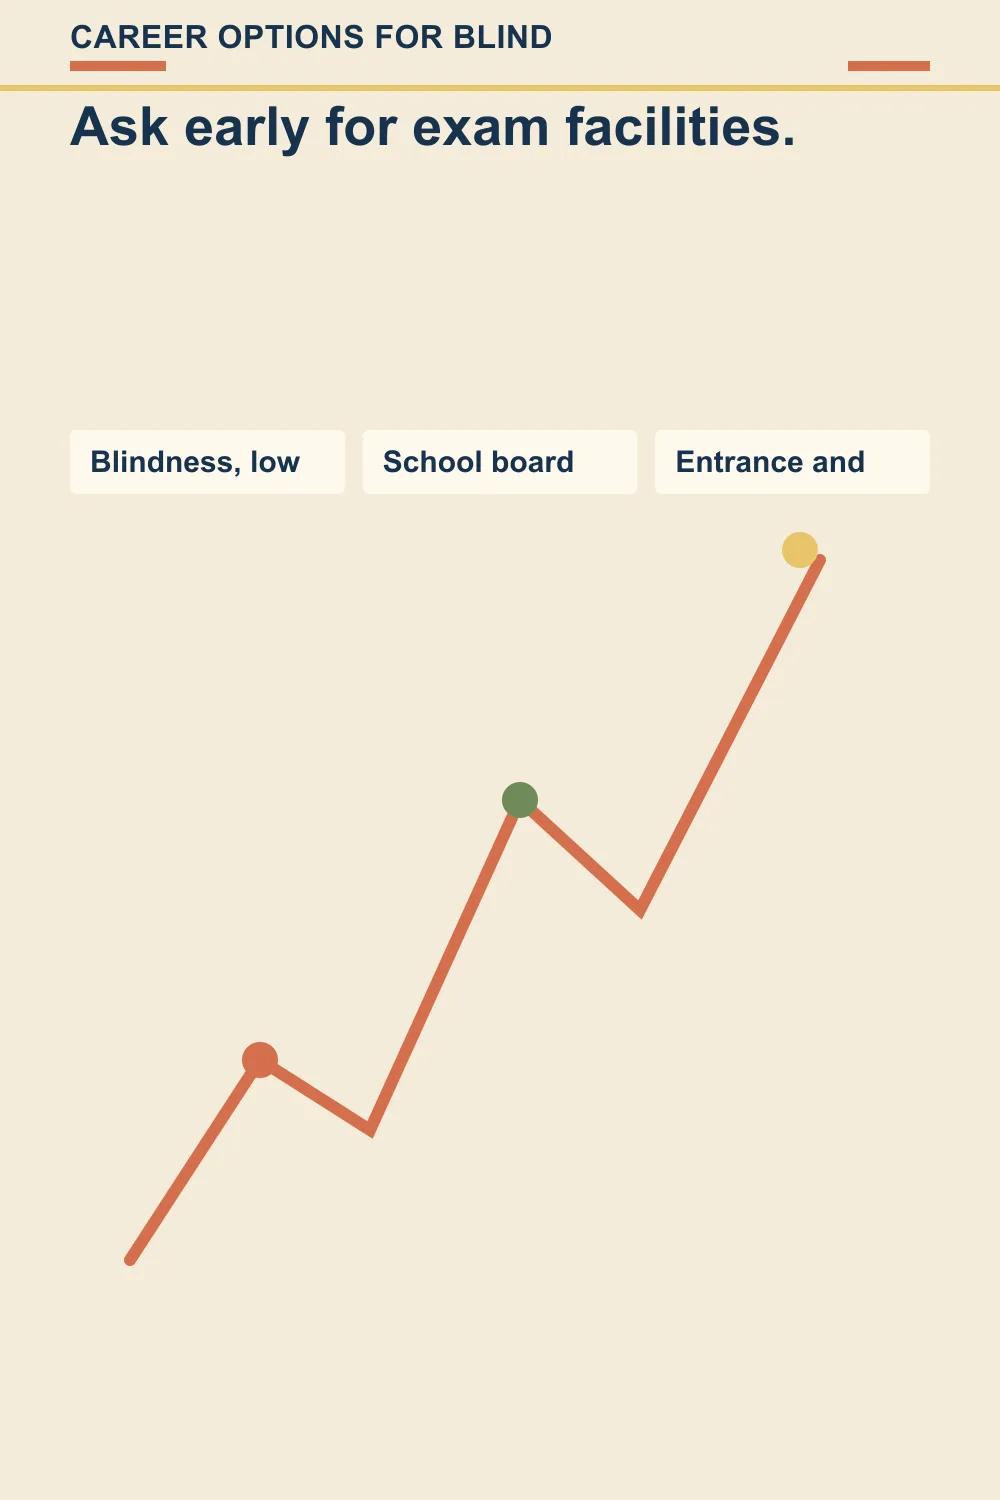 CAREER OPTIONS FOR BLIND
Ask early for exam facilities.
Blindness, low
School board
Entrance and